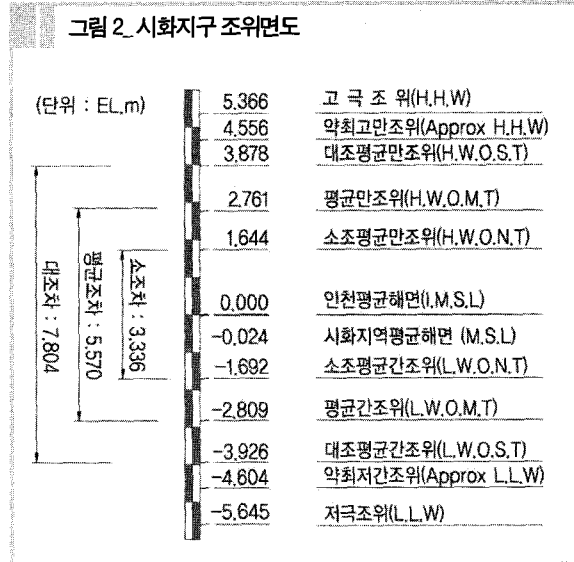 그림 2_ 시화지구 조위면도
(단위 : EL.m)
5.366 고 극 조 위(H.H.W)
4.556 약최고만조위(Approx H.H.W)
3.878 대조평균만조위(H.W.O.S.T)
2.761 평균만조위(H.W.O.M.T)
1.644 소조평균만조위(H.W.O.N.T)
0.000 인천평균해면(I.M.S.L)
-0.024 시화지역평균해면 (M.S.L)
-1.692 소조평균간조위(L.W.O.N.T)
-2.809 평균간조위(L.W.O.M.T)
-3.926 대조평균간조위(L.W.O.S.T)
-4.604 약최저간조위(Approx L.L.W)
-5.645 저극조위(L.L.W)
대조차 : 7.804
평균조차 : 5.570
소조차 : 3.336